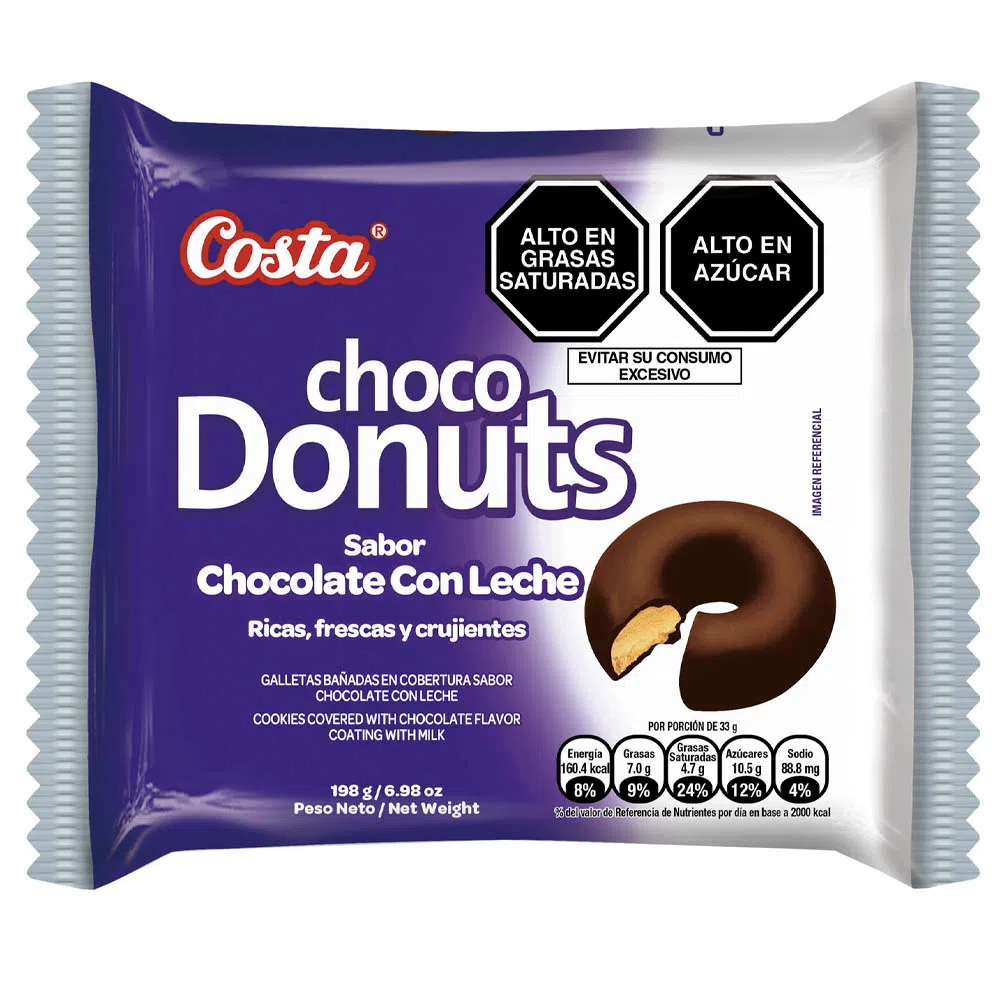 Costa®
ALTO EN
GRASAS
SATURADAS
ALTO EN
AZÚCAR
EVITAR SU CONSUMO
EXCESIVO
choco
Donuts
IMAGEN REFERENCIAL
Sabor
Chocolate Con Leche
Ricas, frescas y crujientes
GALLETAS BAÑADAS EN COBERTURA SABOR
CHOCOLATE CON LECHE
COOKIES COVERED WITH CHOCOLATE FLAVOR
COATING WITH MILK
198 g / 6.98 oz
Peso Neto / Net Weight
POR PORCIÓN DE 33 g
Energía
160.4 kcal
8%
Grasas
7.0 g
9%
Grasas
Saturadas
4.7 g
24%
Azúcares
10.5 g
12%
Sodio
88.8 mg
4%
% del valor de Referencia de Nutrientes por día en base a 2000 kcal